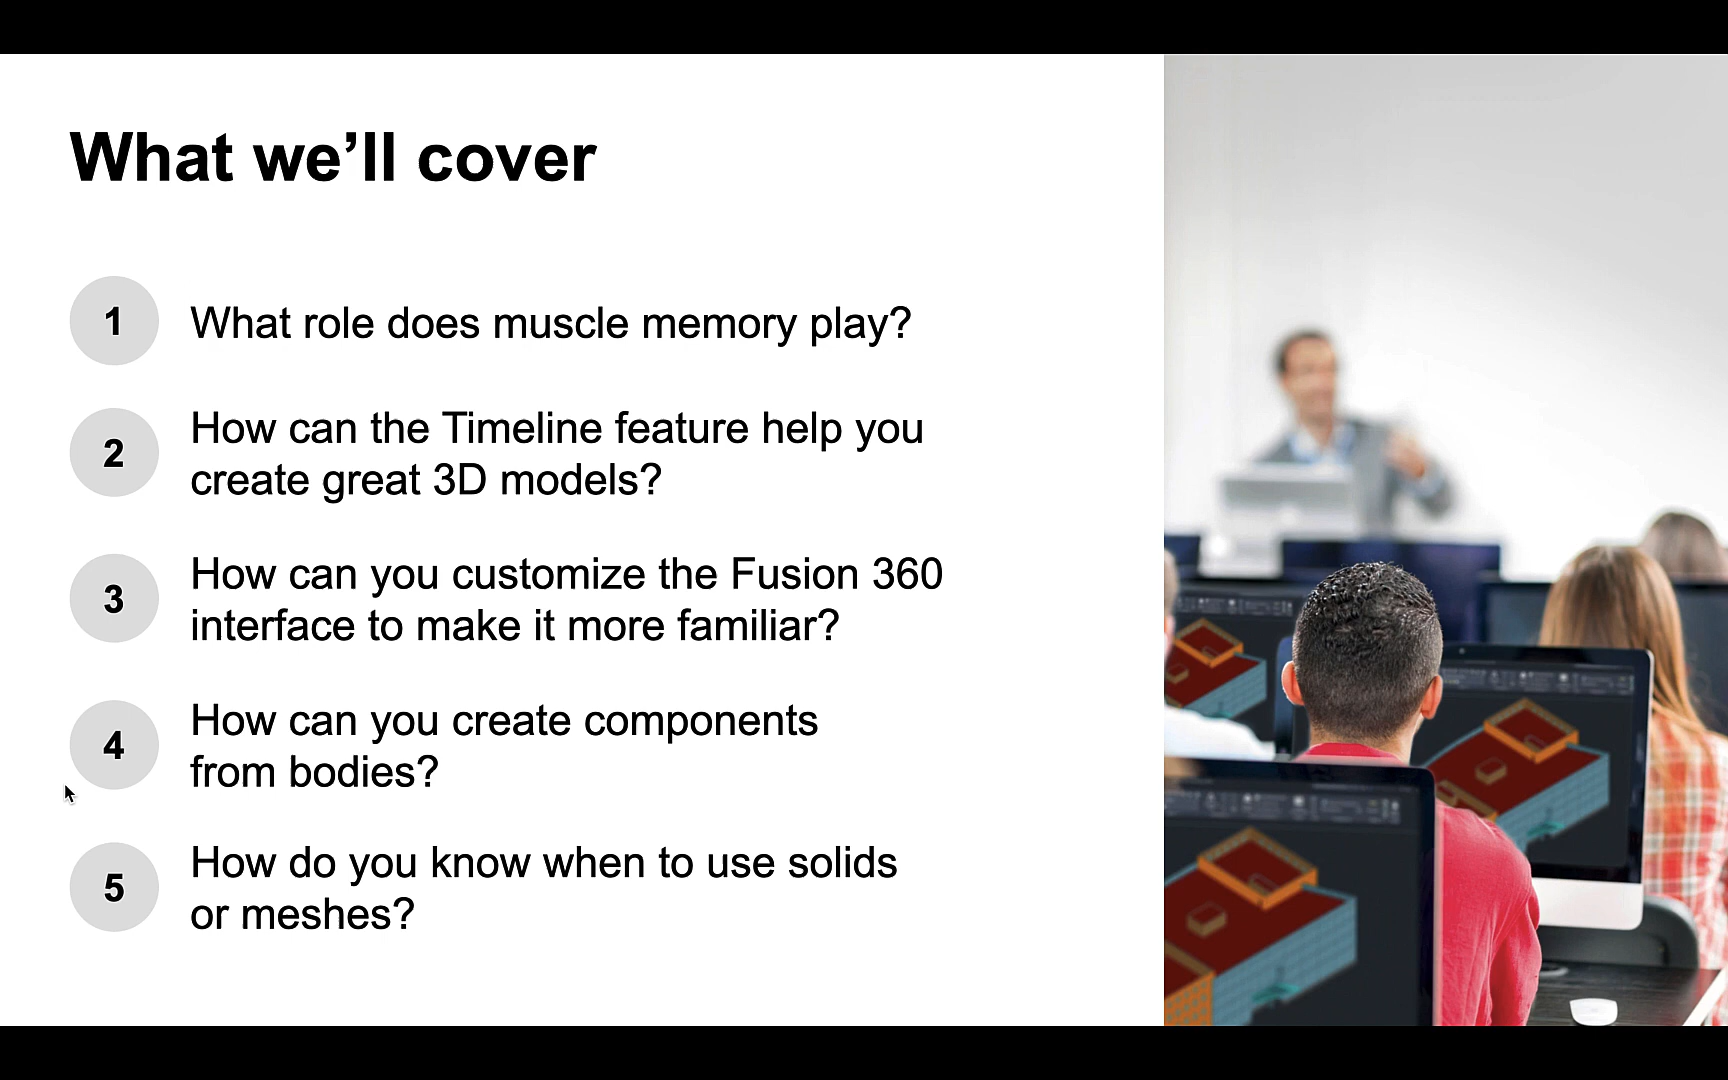 What we’ll cover
1
What role does muscle memory play?
2
How can the Timeline feature help you
create great 3D models?
3
How can you customize the Fusion 360
interface to make it more familiar?
4
How can you create components
from bodies?
5
How do you know when to use solids
or meshes?